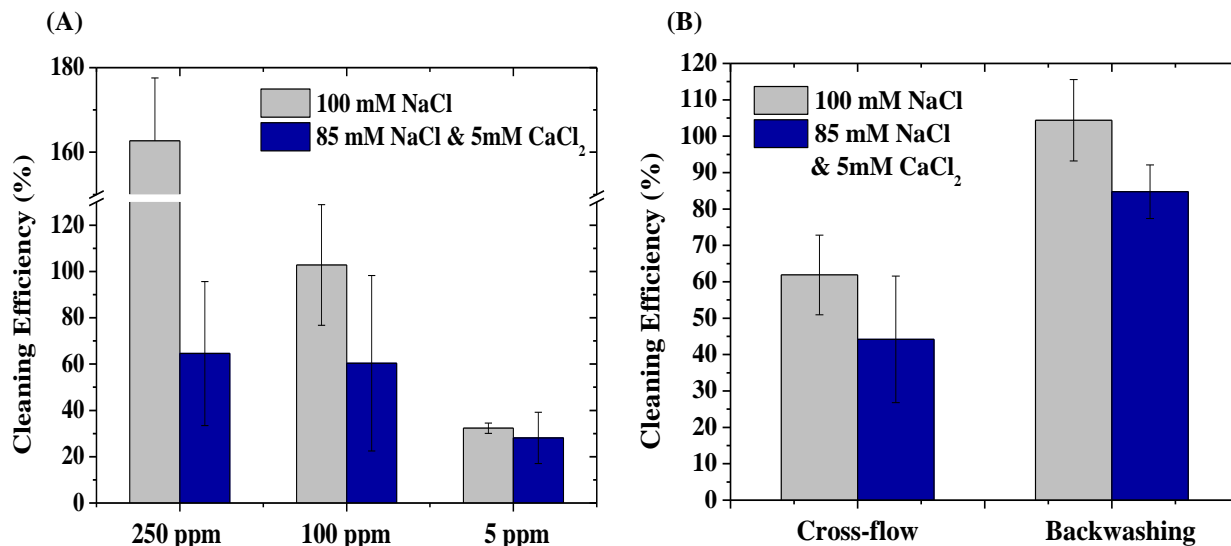 (A)
Cleaning Efficiency (%)
180
160
120
100
80
60
40
20
0
100 mM NaCl
85 mM NaCl & 5mM CaCl₂
250 ppm
100 ppm
5 ppm
(B)
Cleaning Efficiency (%)
120
110
100
90
80
70
60
50
40
30
20
10
0
100 mM NaCl
85 mM NaCl
& 5mM CaCl₂
Cross-flow
Backwashing